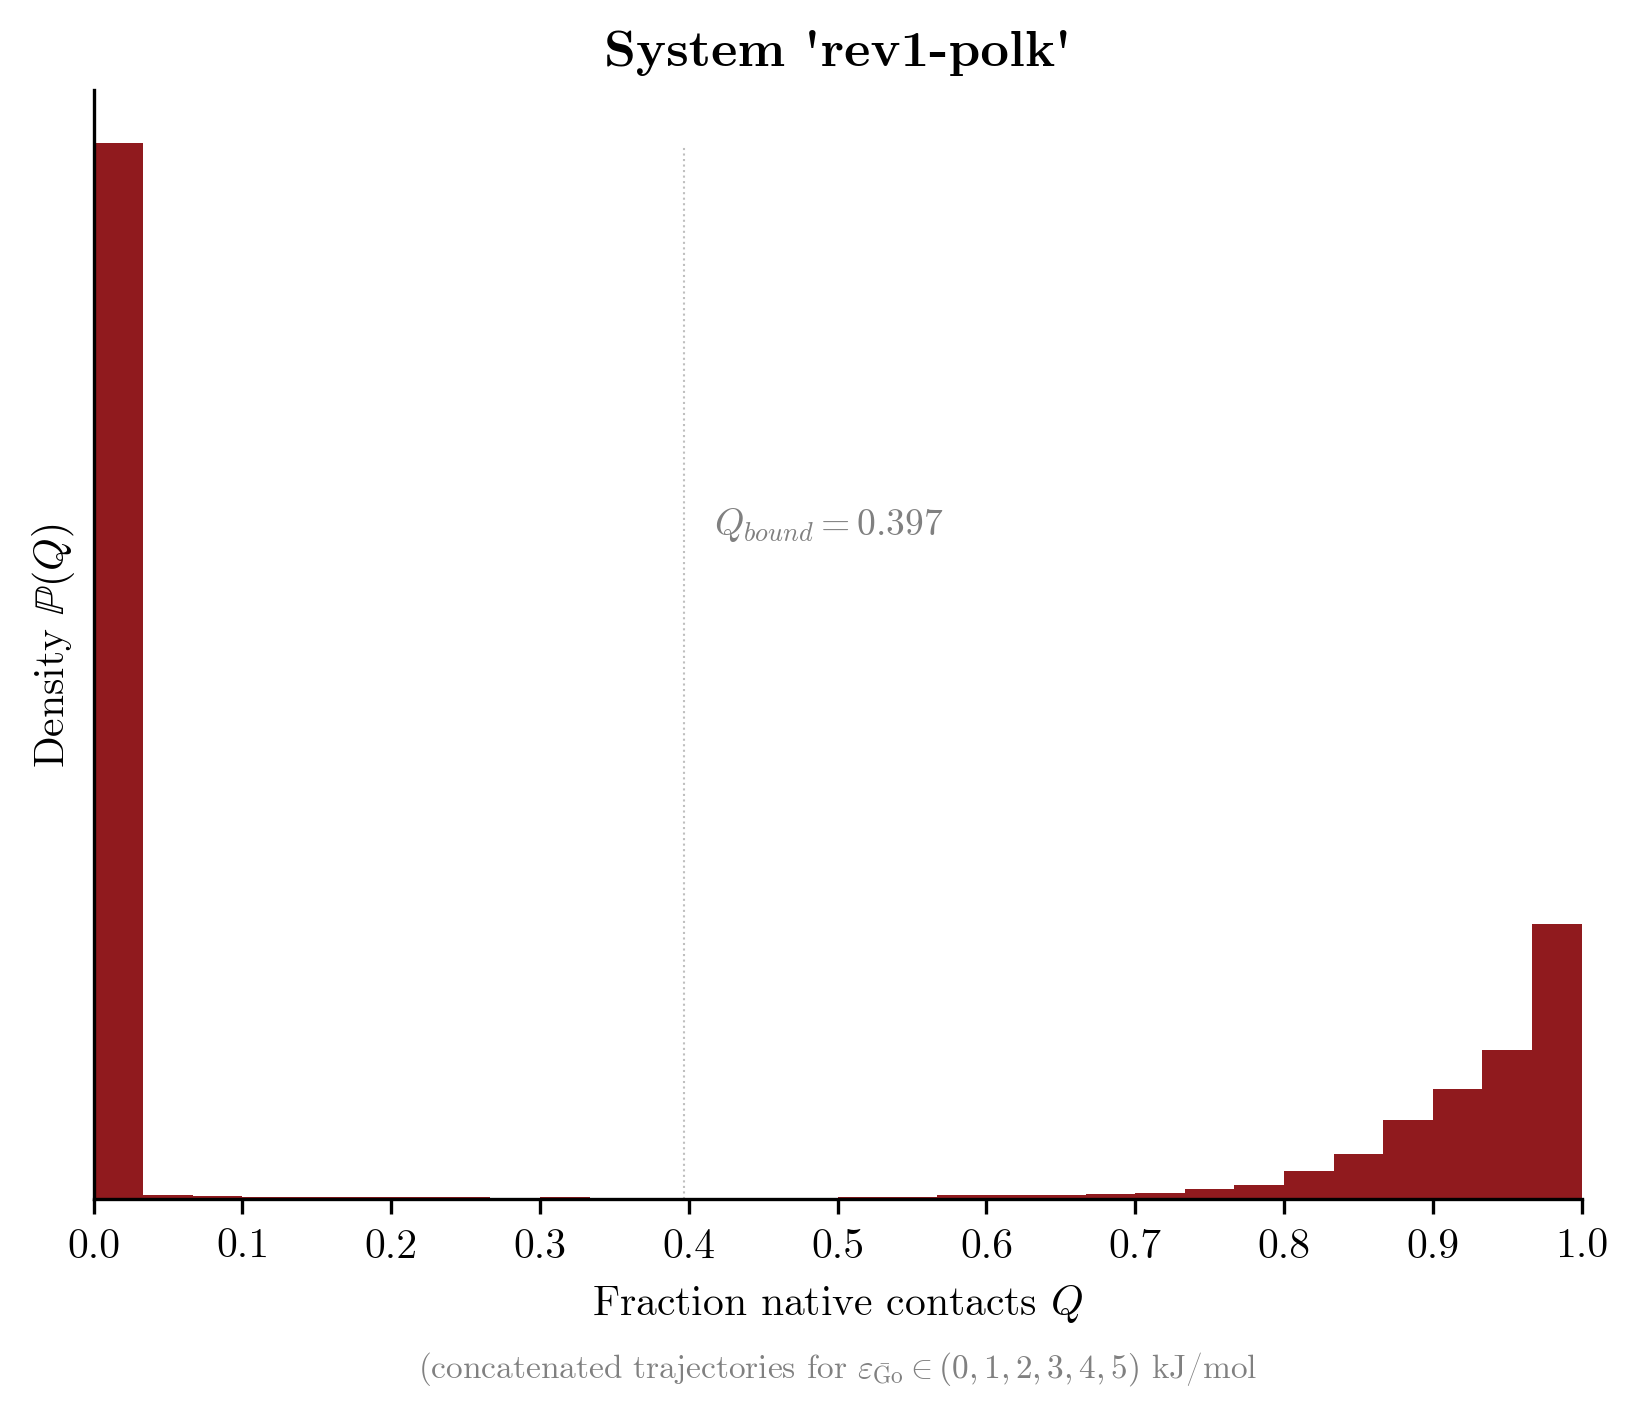 System 'rev1-polk'
Density ℙ(Q)
Q_bound = 0.397
0.0 0.1 0.2 0.3 0.4 0.5 0.6 0.7 0.8 0.9 1.0
Fraction native contacts Q
(concatenated trajectories for ε_Ḡo ∈ (0, 1, 2, 3, 4, 5) kJ/mol